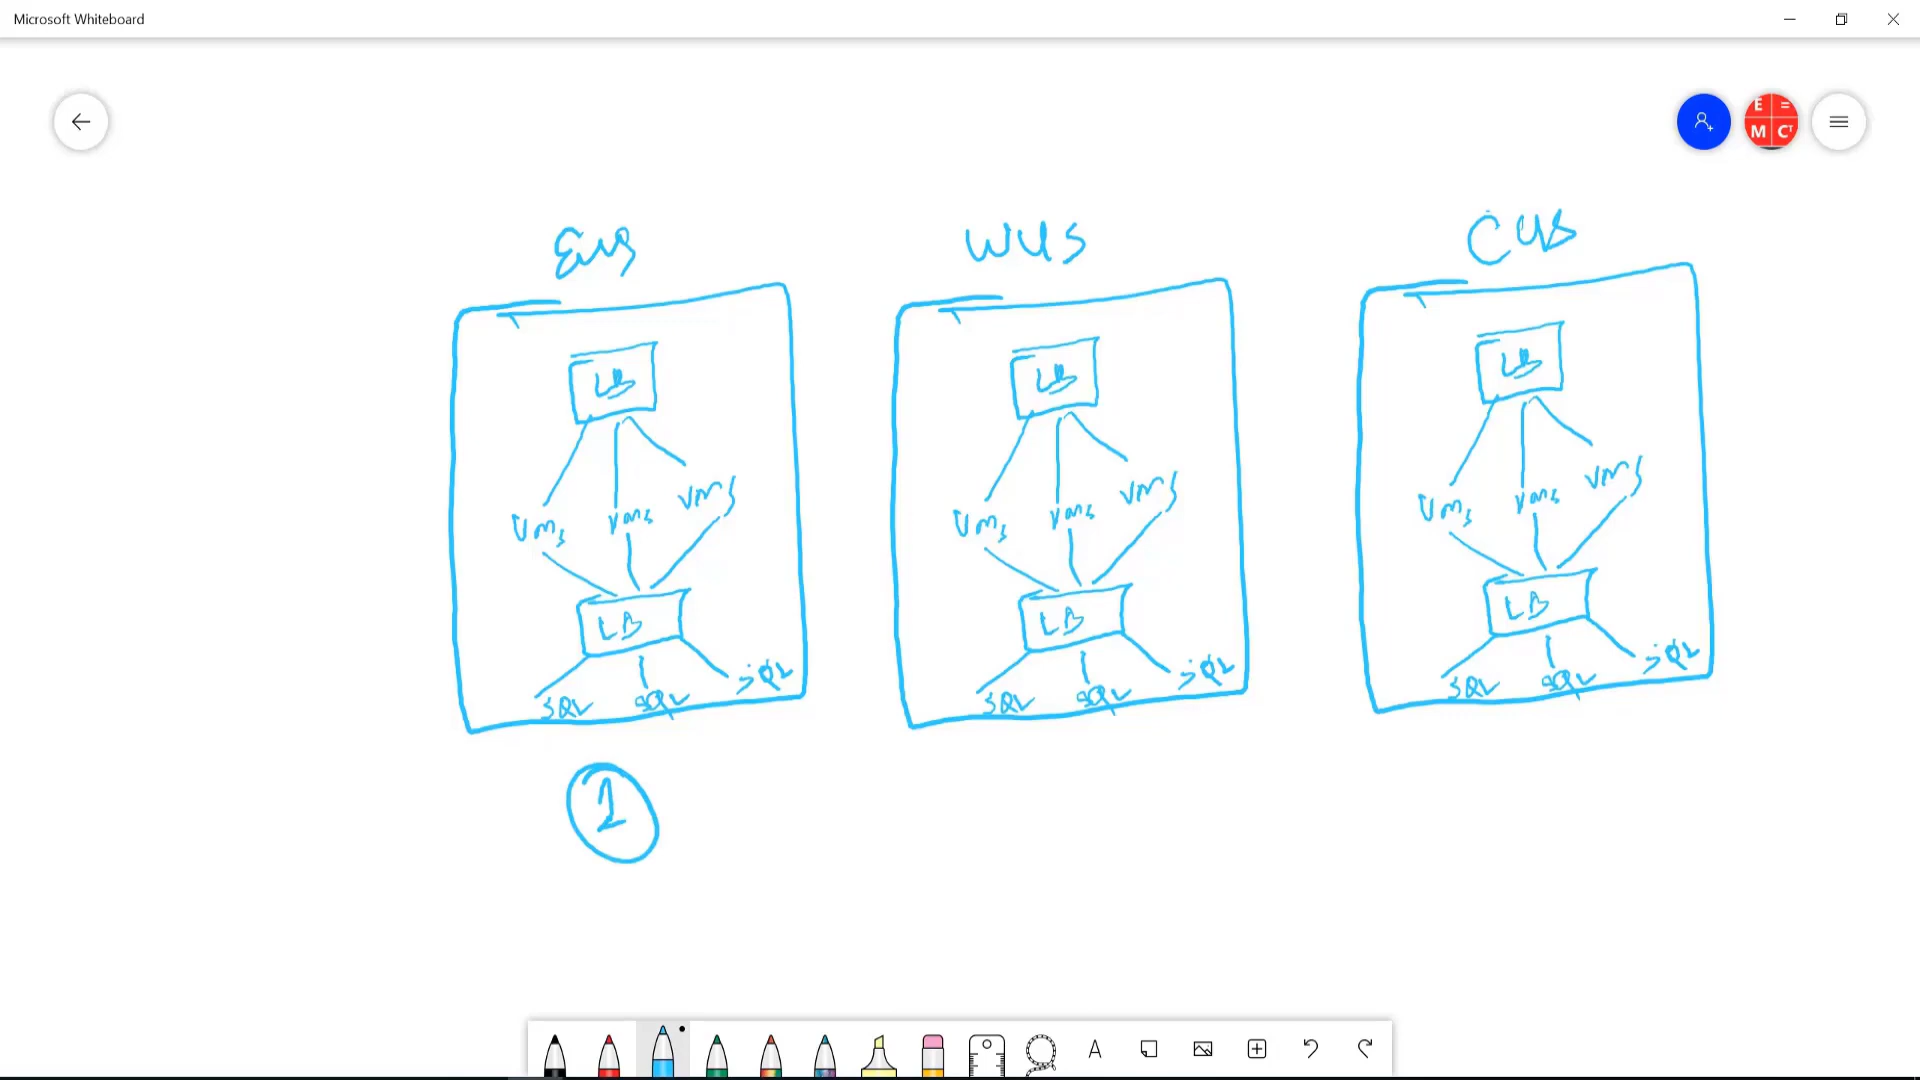 Microsoft Whiteboard
E =
M CT
EUS WUS CUS
LB LB LB
VMs VMs VMs VMs VMs VMs VMs VMs VMs
LB LB LB
SQL SQL SQL SQL SQL SQL SQL SQL SQL
1
A